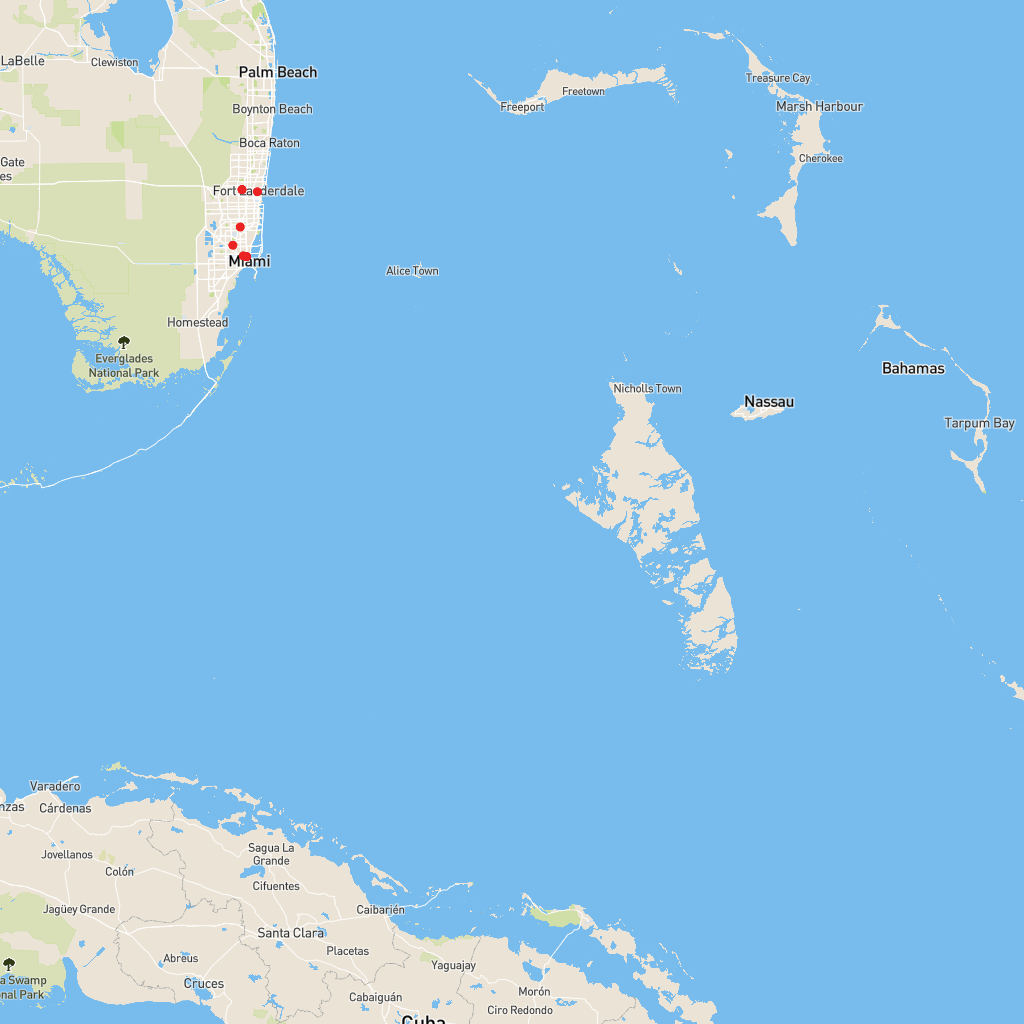 LaBelle
Clewiston
Palm Beach
Treasure Cay
Freetown
Freeport
Marsh Harbour
Boynton Beach
Boca Raton
Gate
es
Cherokee
Fort Lauderdale
Miami
Alice Town
Homestead
Everglades
National Park
Bahamas
Nicholls Town
Nassau
Tarpum Bay
Varadero
nzas
Cárdenas
Jovellanos
Sagua La
Grande
Colón
Cifuentes
Jagüey Grande
Caibarién
Santa Clara
Placetas
Abreus
Yaguajay
a Swamp
nal Park
Cruces
Morón
Cabaiguán
Ciro Redondo
Cuba